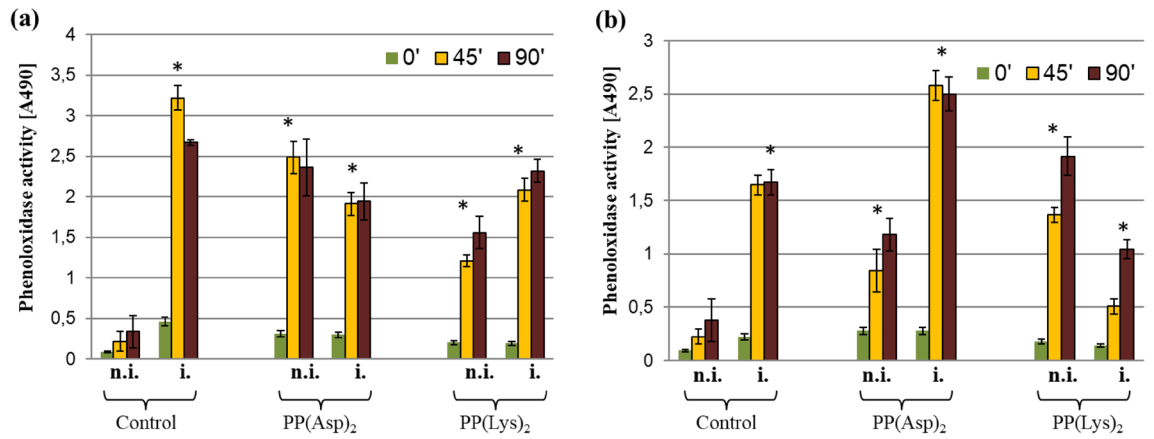 (a)
Phenoloxidase activity [A490]
4
3,5
3
2,5
2
1,5
1
0,5
0
0' 45' 90'
*
* * * *
n.i. i. n.i. i. n.i. i.
Control PP(Asp)₂ PP(Lys)₂
(b)
Phenoloxidase activity [A490]
3
2,5
2
1,5
1
0,5
0
0' 45' 90'
* * * * *
n.i. i. n.i. i. n.i. i.
Control PP(Asp)₂ PP(Lys)₂